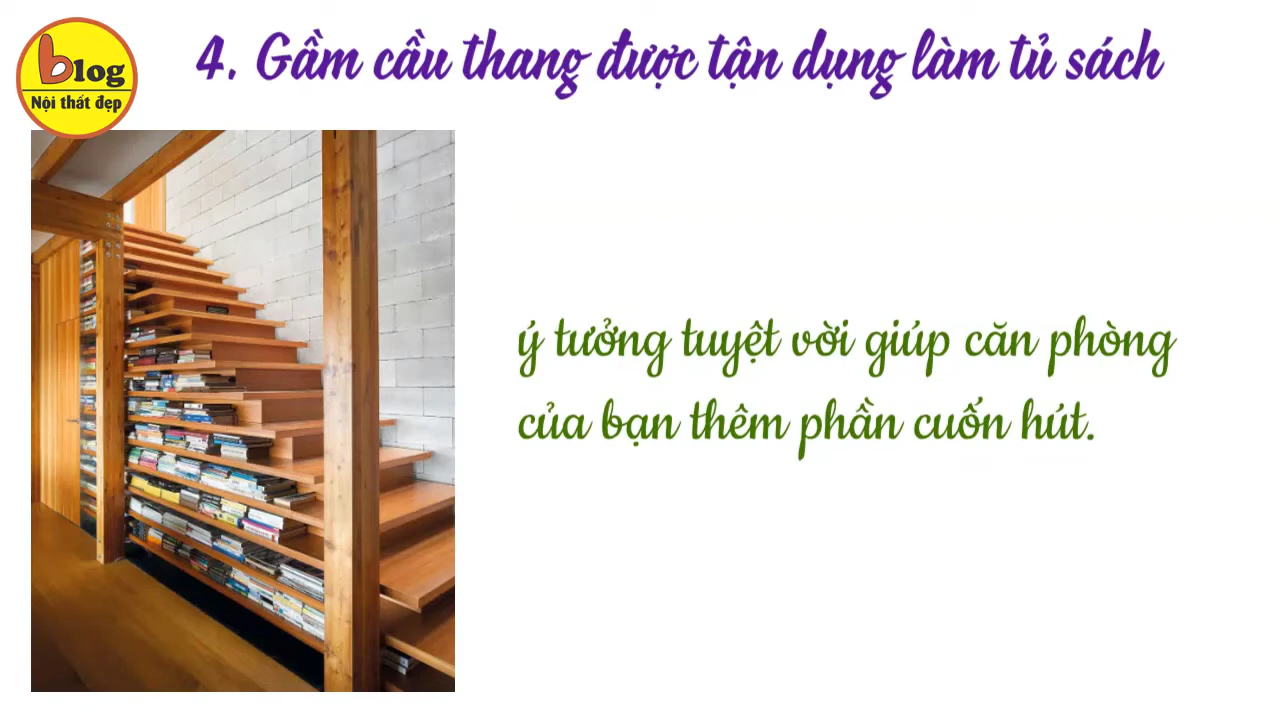 blog
Nội thất đẹp
4. Gầm cầu thang được tận dụng làm tủ sách
ý tưởng tuyệt vời giúp căn phòng
của bạn thêm phần cuốn hút.